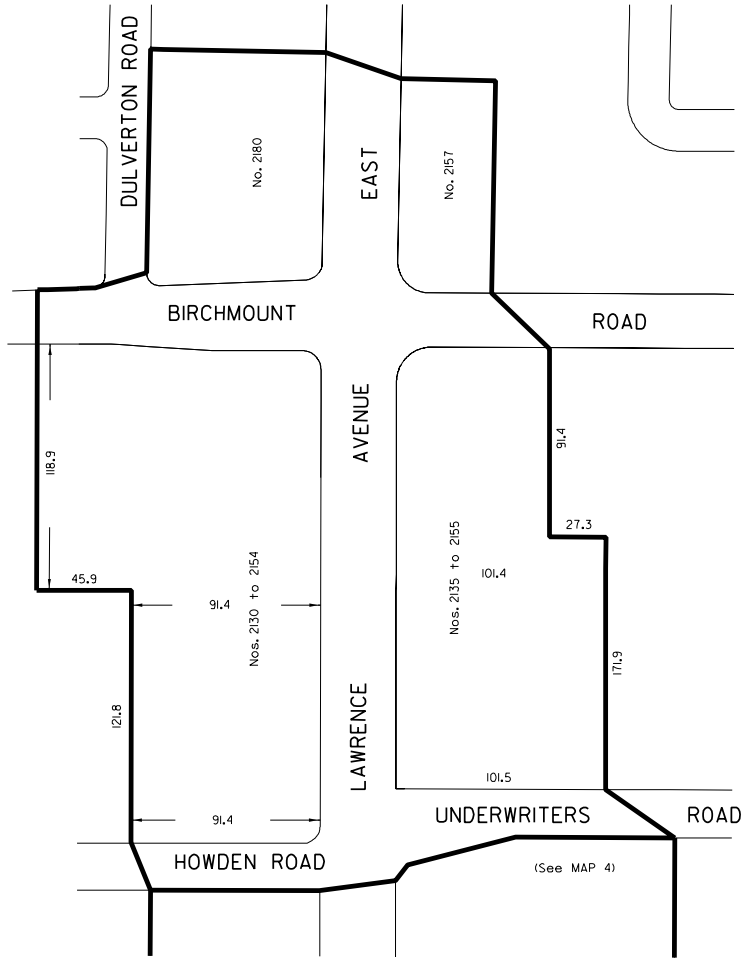 DULVERTON ROAD
No. 2180
EAST
No. 2157
BIRCHMOUNT
ROAD
118.9
AVENUE
91.4
27.3
45.9
91.4
Nos. 2130 to 2154
Nos. 2135 to 2155
101.4
121.8
LAWRENCE
171.9
101.5
91.4
UNDERWRITERS
ROAD
HOWDEN ROAD
(See MAP 4)